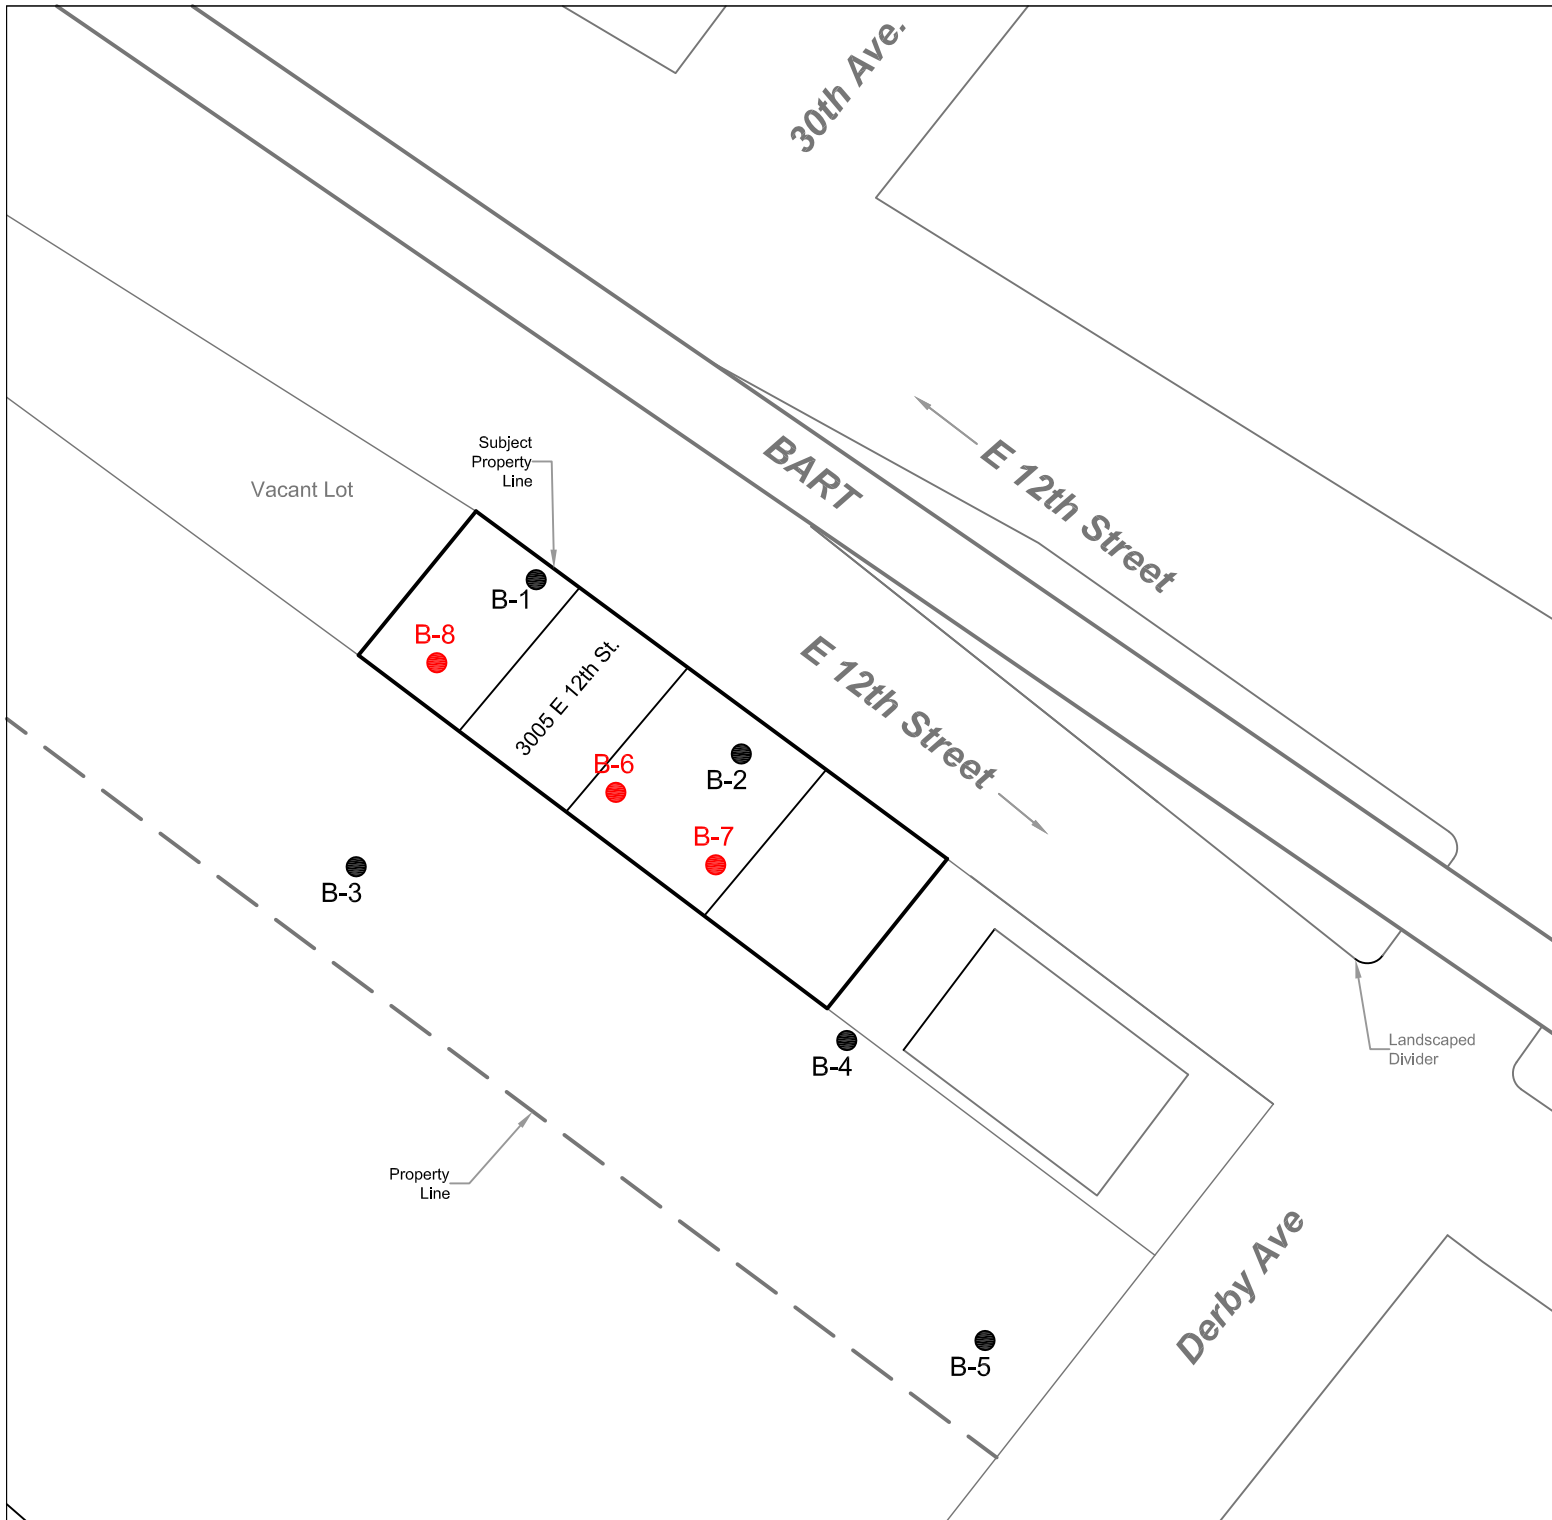 30th Ave.
Subject
Property
Line
Vacant Lot
BART
E 12th Street
B-1
B-8
3005 E 12th St.
E 12th Street
B-6
B-2
B-7
B-3
B-4
Landscaped
Divider
Property
Line
Derby Ave
B-5